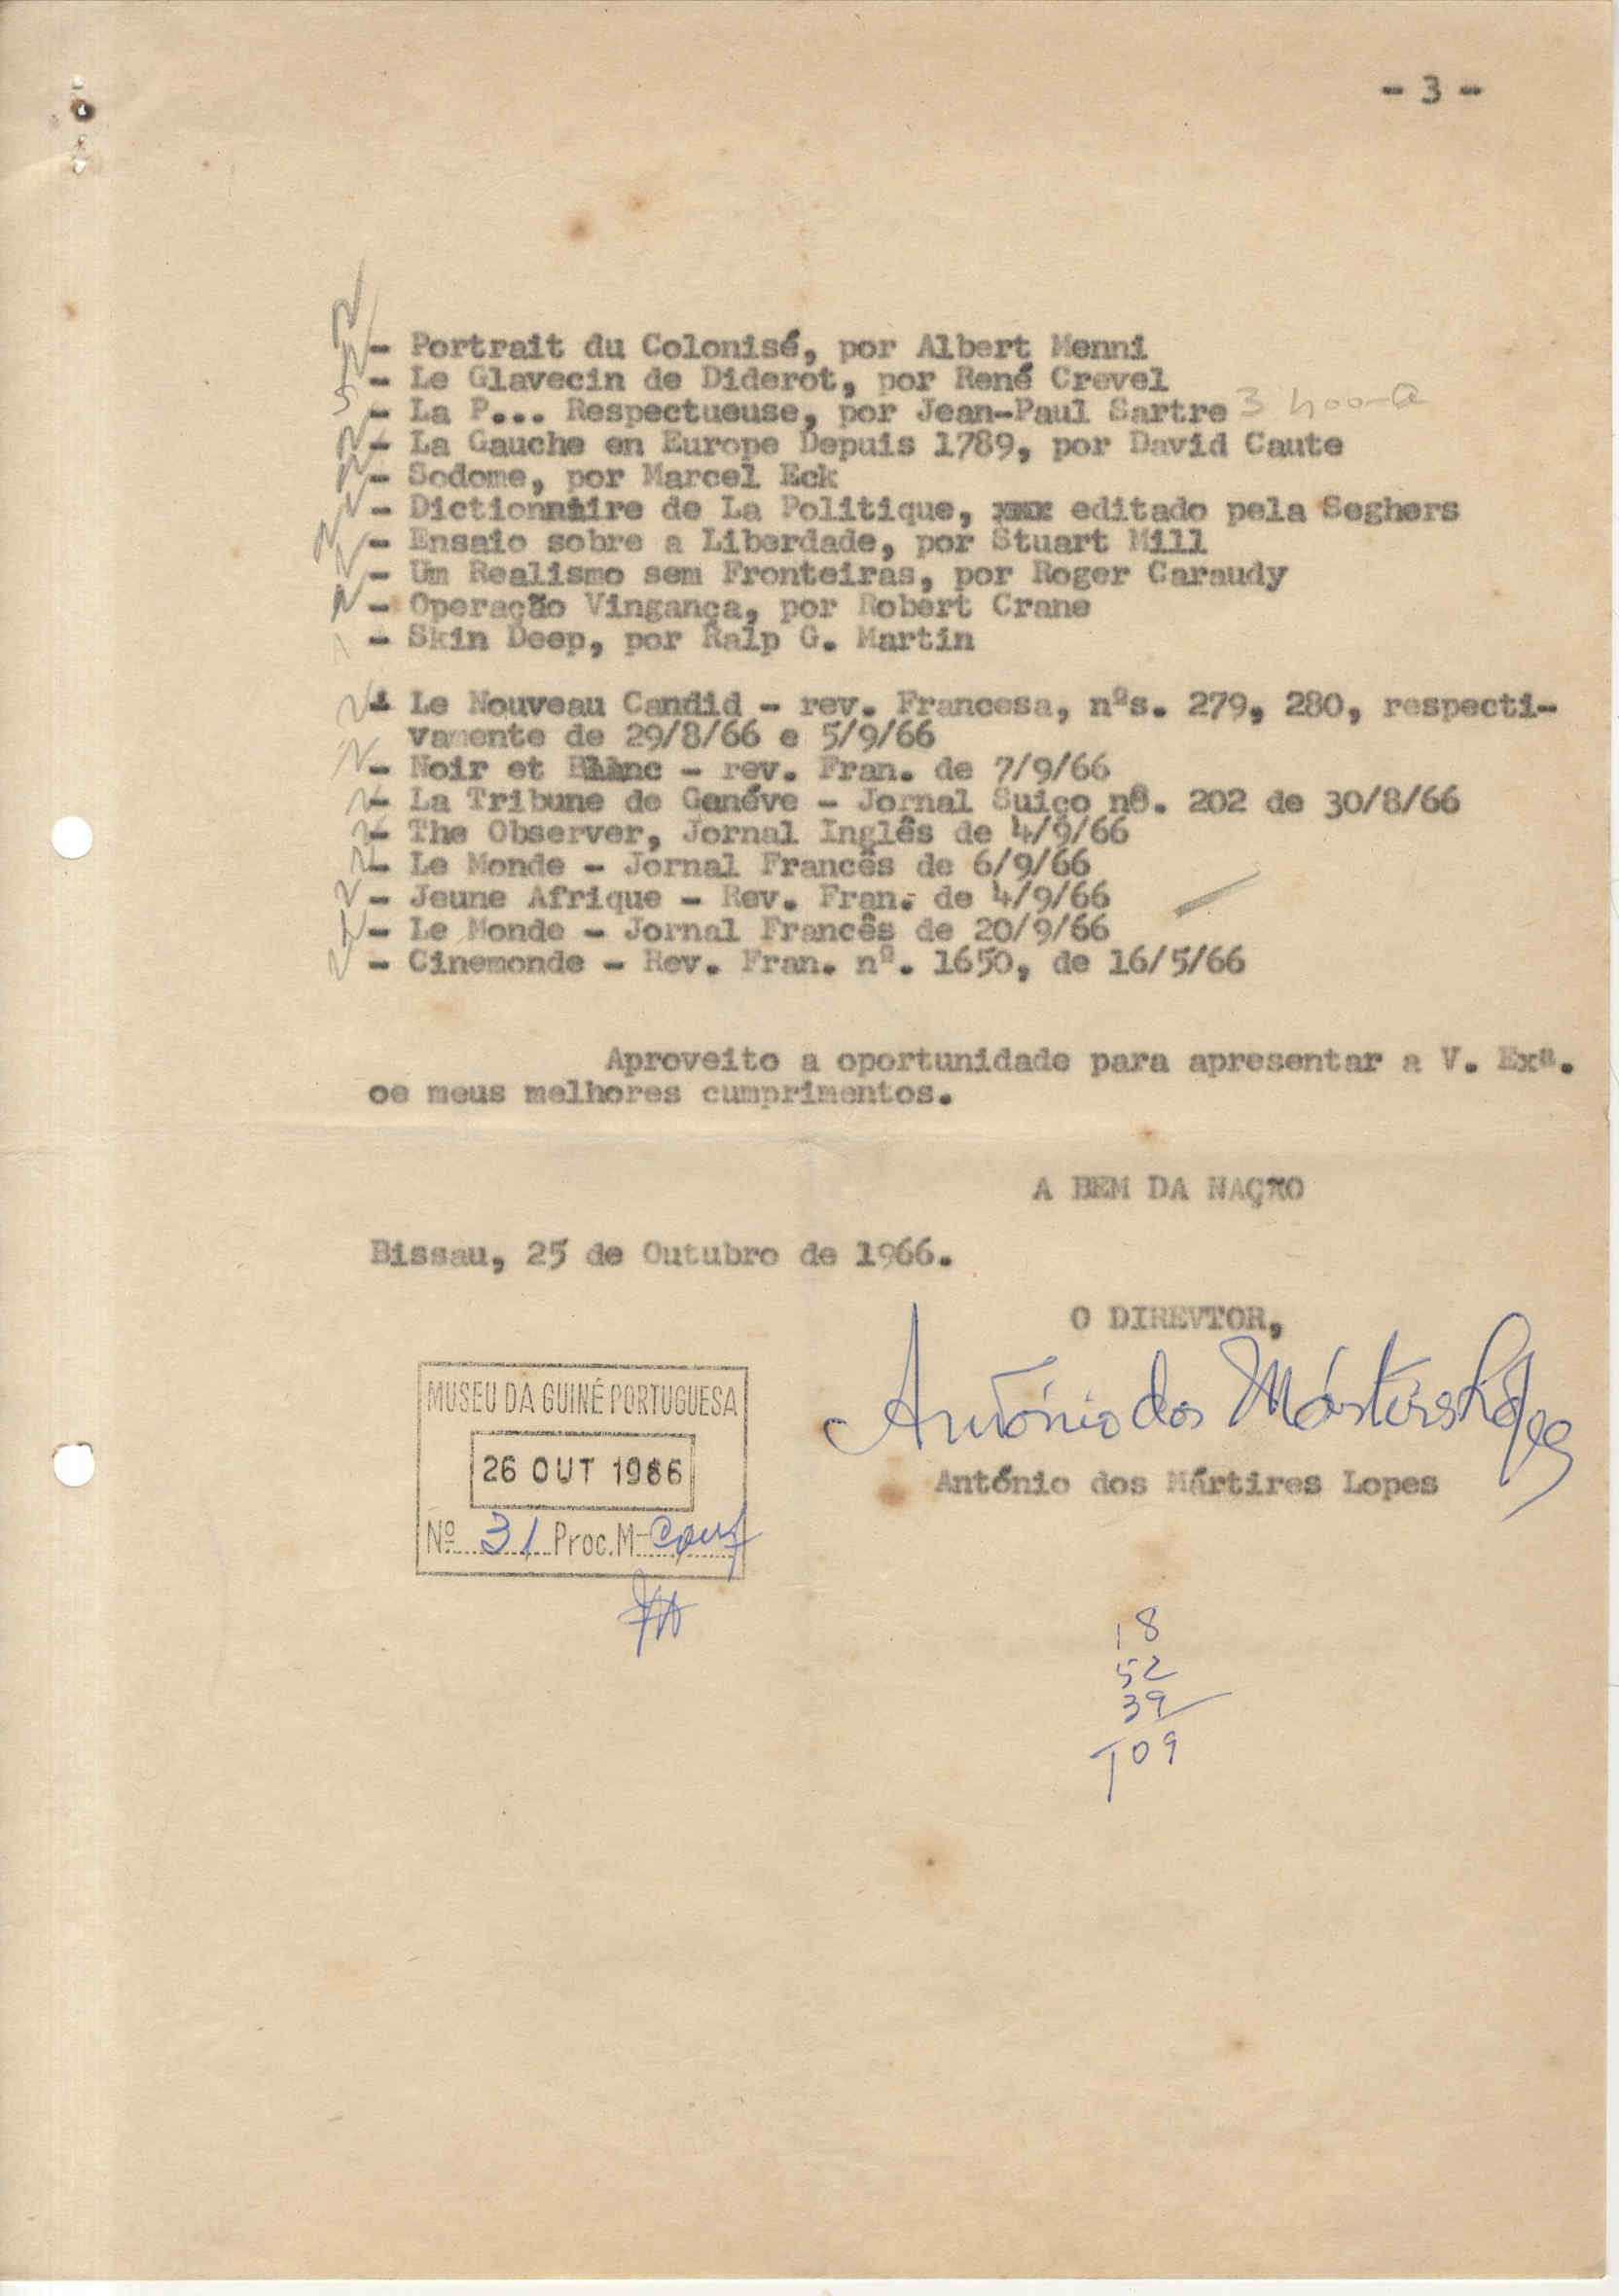 - 3 -
- Portrait du Colonisé, por Albert Menni
- Le Glavecin de Diderot, por René Crevel
- La P... Respectueuse, por Jean-Paul Sartre 3
- La Gauche en Europe Depuis 1789, por David Caute
- Sodome, por Marcel Eck
- Dictionnaire de La Politique, xxx editado pela Seghers
- Ensaio sobre a Liberdade, por Stuart Mill
- Um Realismo sem Fronteiras, por Roger Caraudy
- Operação Vingança, por Robert Crane
- Skin Deep, por Ralp G. Martin
- Le Nouveau Candid - rev. Francesa, nºs. 279, 280, respecti-
vamente de 29/8/66 e 5/9/66
- Noir et Blanc - rev. Fran. de 7/9/66
- La Tribune de Genéve - Jornal Suiço nº. 202 de 30/8/66
- The Observer, Jornal Inglês de 4/9/66
- Le Monde - Jornal Francês de 6/9/66
- Jeune Afrique - Rev. Fran. de 4/9/66
- Le Monde - Jornal Francês de 20/9/66
- Cinemonde - Rev. Fran. nº. 1650, de 16/5/66
Aproveito a oportunidade para apresentar a V. Exª.
oe meus melhores cumprimentos.
A BEM DA NAÇÃO
Bissau, 25 de Outubro de 1966.
O DIREVTOR,
António dos Mártires Lopes
António dos Mártires Lopes
MUSEU DA GUINÉ PORTUGUESA
26 OUT 1966
Nº 31 Proc. M- Conf
18
52
39
109